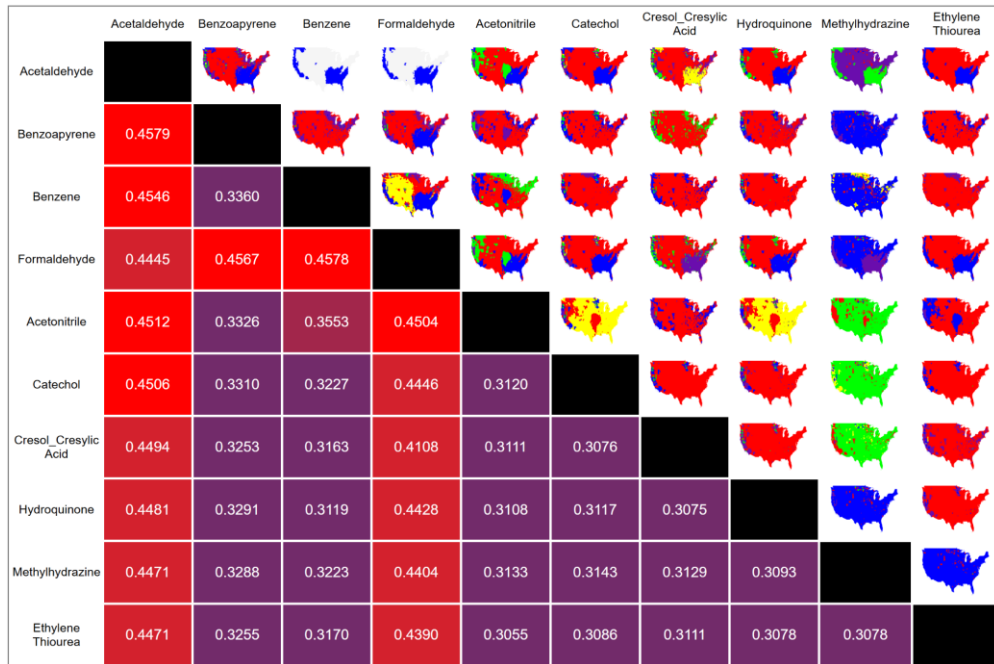 Acetaldehyde Benzoapyrene Benzene Formaldehyde Acetonitrile Catechol Cresol_Cresylic Acid Hydroquinone Methylhydrazine Ethylene Thiourea
Acetaldehyde
Benzoapyrene 0.4579
Benzene 0.4546 0.3360
Formaldehyde 0.4445 0.4567 0.4578
Acetonitrile 0.4512 0.3326 0.3553 0.4504
Catechol 0.4506 0.3310 0.3227 0.4446 0.3120
Cresol_Cresylic Acid 0.4494 0.3253 0.3163 0.4108 0.3111 0.3076
Hydroquinone 0.4481 0.3291 0.3119 0.4428 0.3108 0.3117 0.3075
Methylhydrazine 0.4471 0.3288 0.3223 0.4404 0.3133 0.3143 0.3129 0.3093
Ethylene Thiourea 0.4471 0.3255 0.3170 0.4390 0.3055 0.3086 0.3111 0.3078 0.3078